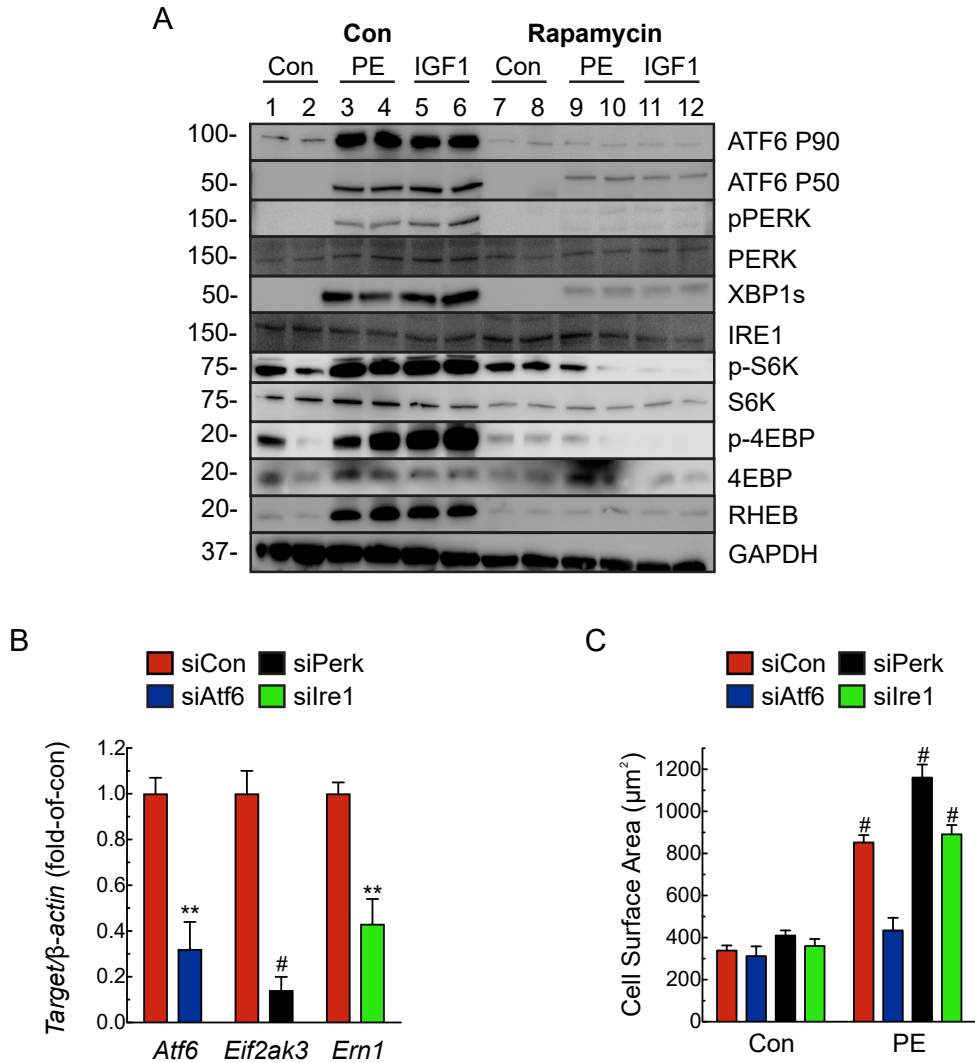 A
Con Rapamycin
Con PE IGF1 Con PE IGF1
1 2 3 4 5 6 7 8 9 10 11 12
100- ATF6 P90
50- ATF6 P50
150- pPERK
150- PERK
50- XBP1s
150- IRE1
75- p-S6K
75- S6K
20- p-4EBP
20- 4EBP
20- RHEB
37- GAPDH
B
siCon siPerk
siAtf6 siIre1
Target/β-actin (fold-of-con)
1.2
1.0
0.8
0.6
0.4
0.2
0.0
** # **
Atf6 Eif2ak3 Ern1
C
siCon siPerk
siAtf6 siIre1
Cell Surface Area (µm²)
1200
1000
800
600
400
200
0
# # #
Con PE